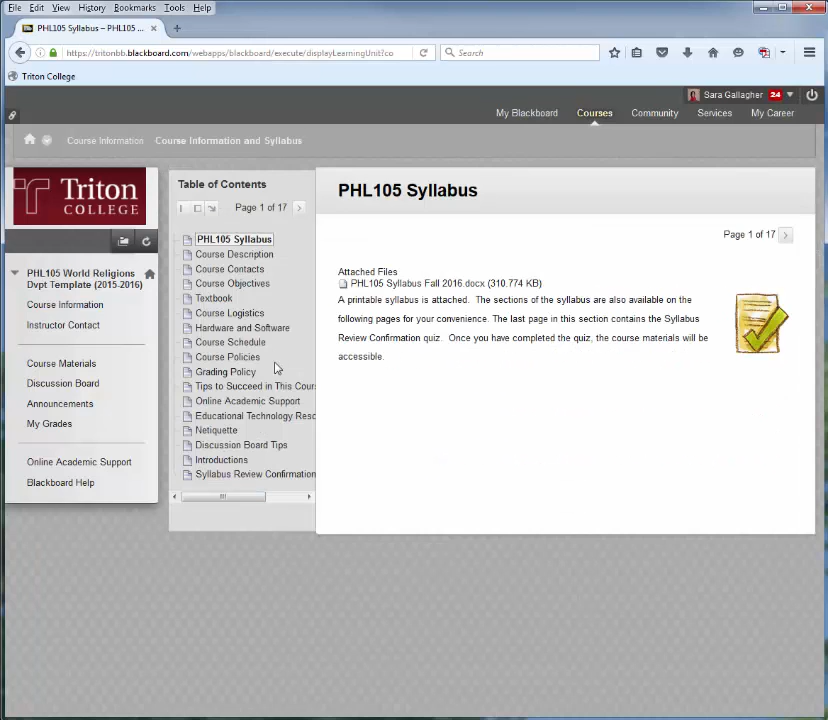 File Edit View History Bookmarks Tools Help
PHL105 Syllabus – PHL105 ...
https://tritonbb.blackboard.com/webapps/blackboard/execute/displayLearningUnit?co
Search
Triton College
Sara Gallagher 24
My Blackboard Courses Community Services My Career
Course Information Course Information and Syllabus
Triton
COLLEGE
PHL105 World Religions
Dvpt Template (2015-2016)
Course Information
Instructor Contact
Course Materials
Discussion Board
Announcements
My Grades
Online Academic Support
Blackboard Help
Table of Contents
Page 1 of 17
PHL105 Syllabus
Course Description
Course Contacts
Course Objectives
Textbook
Course Logistics
Hardware and Software
Course Schedule
Course Policies
Grading Policy
Tips to Succeed in This Cour
Online Academic Support
Educational Technology Reso
Netiquette
Discussion Board Tips
Introductions
Syllabus Review Confirmation
PHL105 Syllabus
Page 1 of 17
Attached Files
PHL105 Syllabus Fall 2016.docx (310.774 KB)
A printable syllabus is attached. The sections of the syllabus are also available on the
following pages for your convenience. The last page in this section contains the Syllabus
Review Confirmation quiz. Once you have completed the quiz, the course materials will be
accessible.